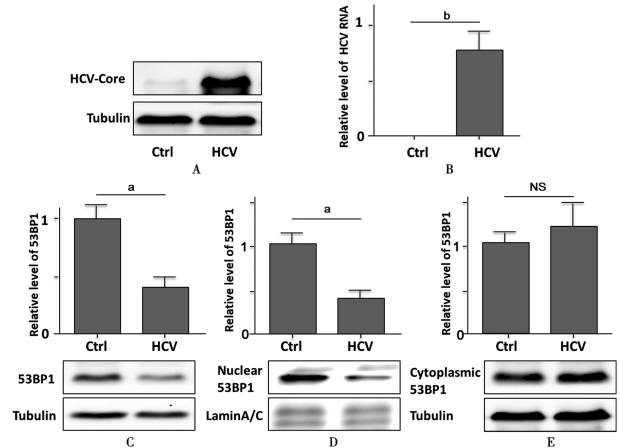 HCV-Core
Tubulin
Ctrl HCV
A
Relative level of HCV RNA
1
0
b
Ctrl HCV
B
Relative level of 53BP1
1
0
a
Ctrl HCV
53BP1
Tubulin
C
Relative level of 53BP1
1
0
a
Ctrl HCV
Nuclear
53BP1
LaminA/C
D
Relative level of 53BP1
1
0
NS
Ctrl HCV
Cytoplasmic
53BP1
Tubulin
E